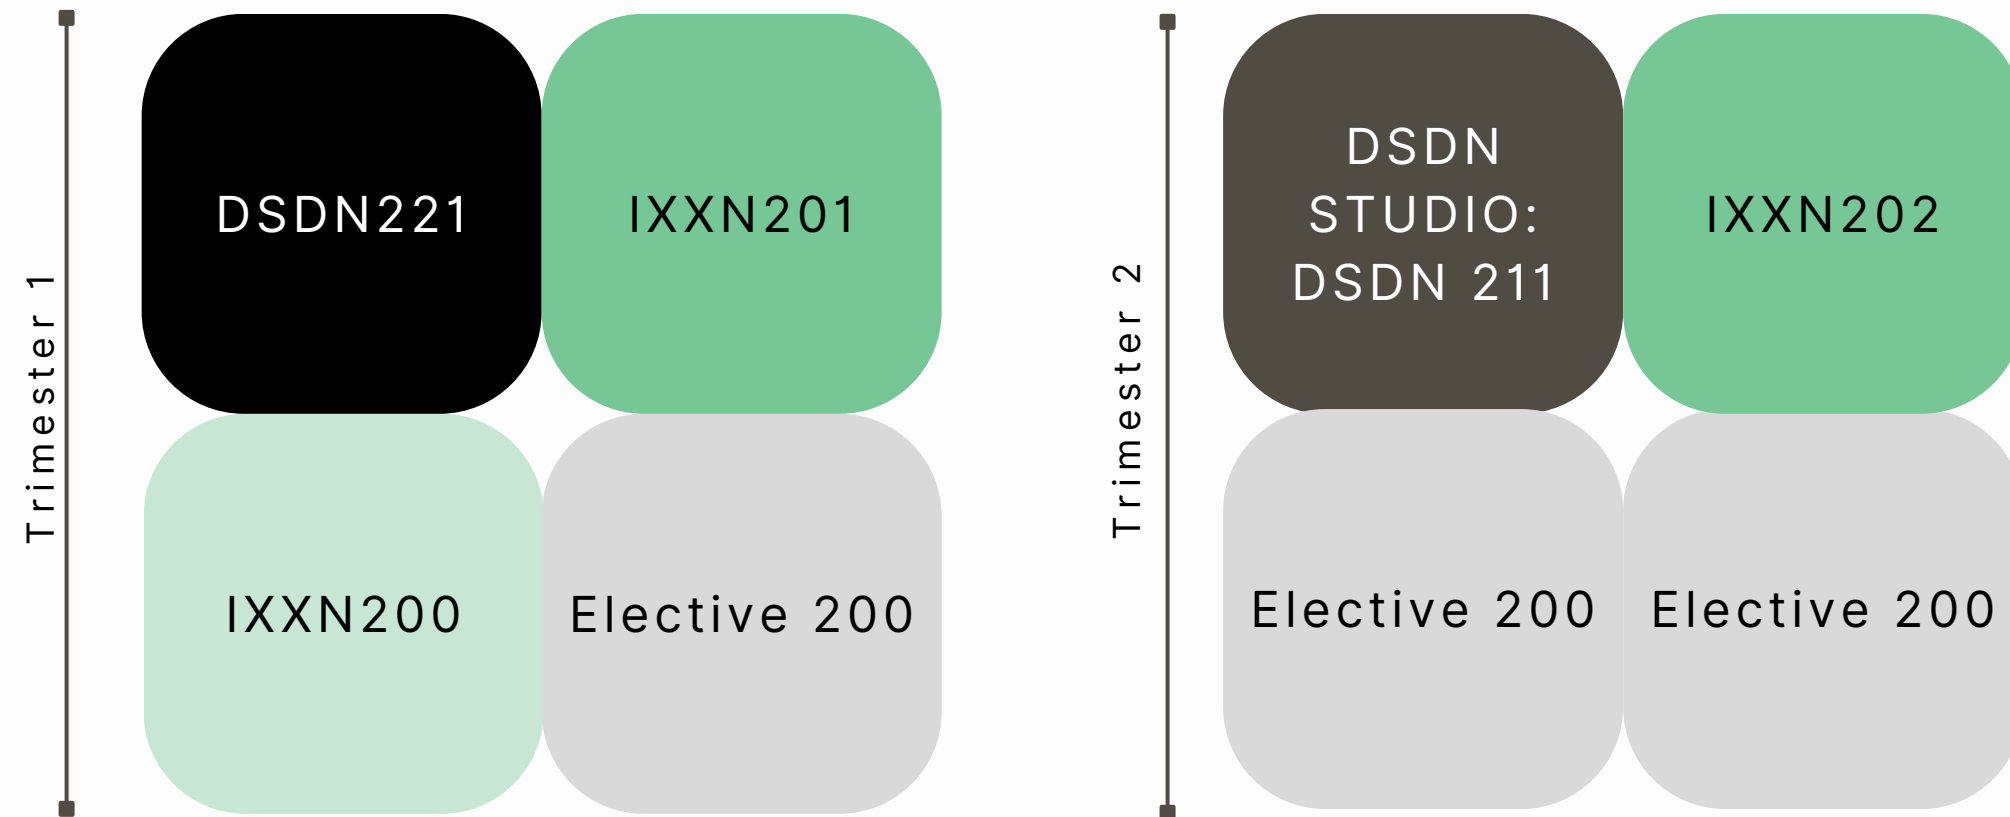 Trimester 1
DSDN221
IXXN201
IXXN200
Elective 200
Trimester 2
DSDN
STUDIO:
DSDN 211
IXXN202
Elective 200
Elective 200